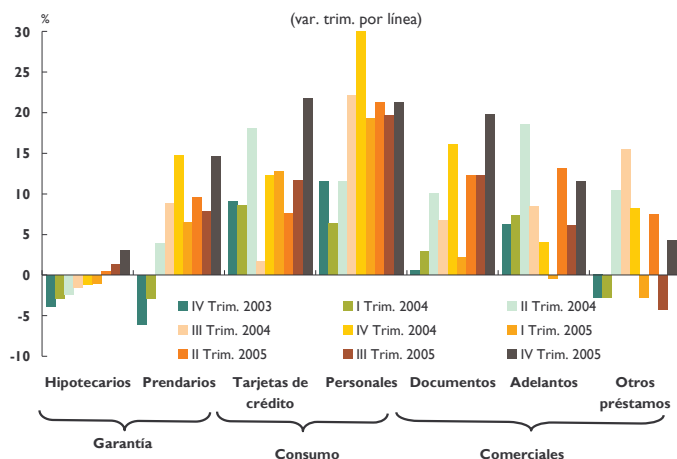 %
(var. trim. por línea)
30
25
20
15
10
5
0
-5
-10
IV Trim. 2003
I Trim. 2004
II Trim. 2004
III Trim. 2004
IV Trim. 2004
I Trim. 2005
II Trim. 2005
III Trim. 2005
IV Trim. 2005
Hipotecarios
Prendarios
Tarjetas de
crédito
Personales
Documentos
Adelantos
Otros
préstamos
Garantía
Consumo
Comerciales